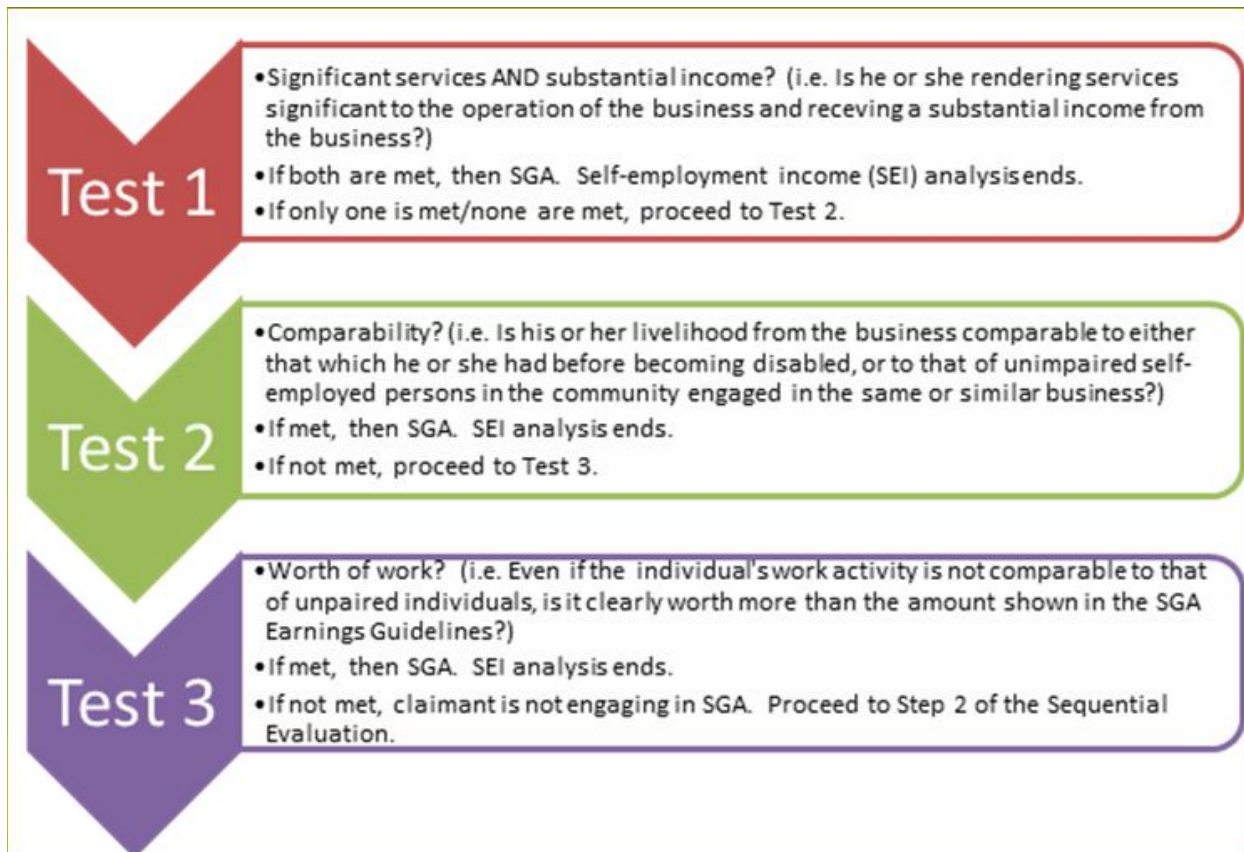 Test 1
•Significant services AND substantial income? (i.e. Is he or she rendering services
significant to the operation of the business and receving a substantial income from
the business?)
•If both are met, then SGA. Self-employment income (SEI) analysis ends.
•If only one is met/none are met, proceed to Test 2.
Test 2
•Comparability? (i.e. Is his or her livelihood from the business comparable to either
that which he or she had before becoming disabled, or to that of unimpaired self-
employed persons in the community engaged in the same or similar business?)
•If met, then SGA. SEI analysis ends.
•If not met, proceed to Test 3.
Test 3
•Worth of work? (i.e. Even if the individual's work activity is not comparable to that
of unpaired individuals, is it clearly worth more than the amount shown in the SGA
Earnings Guidelines?)
•If met, then SGA. SEI analysis ends.
•If not met, claimant is not engaging in SGA. Proceed to Step 2 of the Sequential
Evaluation.